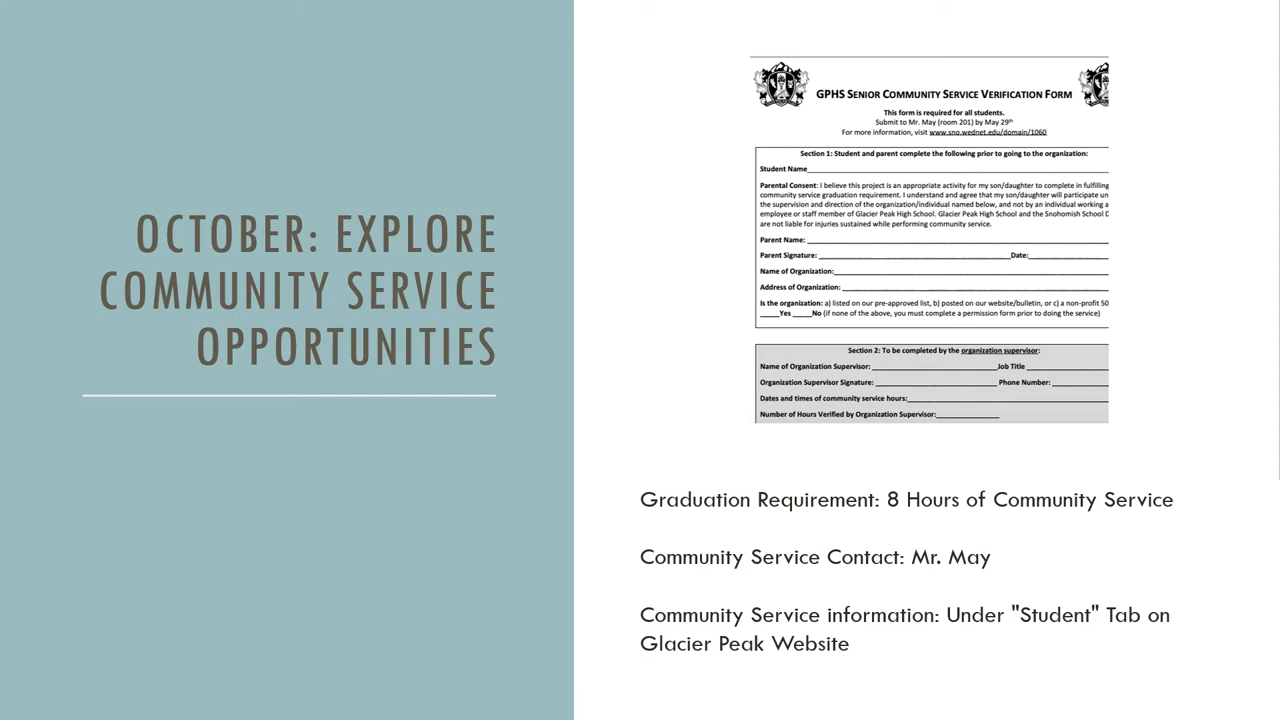 OCTOBER: EXPLORE
COMMUNITY SERVICE
OPPORTUNITIES
GPHS SENIOR COMMUNITY SERVICE VERIFICATION FORM
This form is required for all students.
Submit to Mr. May (room 201) by May 29th
For more information, visit www.sno.wednet.edu/domain/1060
Section 1: Student and parent complete the following prior to going to the organization:
Student Name
Parental Consent: I believe this project is an appropriate activity for my son/daughter to complete in fulfilling
community service graduation requirement. I understand and agree that my son/daughter will participate un
the supervision and direction of the organization/individual named below, and not by an individual working a
employee or staff member of Glacier Peak High School. Glacier Peak High School and the Snohomish School D
are not liable for injuries sustained while performing community service.
Parent Name:
Parent Signature: Date:
Name of Organization:
Address of Organization:
Is the organization: a) listed on our pre-approved list, b) posted on our website/bulletin, or c) a non-profit 50
_____Yes _____No (if none of the above, you must complete a permission form prior to doing the service)
Section 2: To be completed by the organization supervisor:
Name of Organization Supervisor: Job Title
Organization Supervisor Signature: Phone Number:
Dates and times of community service hours:
Number of Hours Verified by Organization Supervisor:
Graduation Requirement: 8 Hours of Community Service
Community Service Contact: Mr. May
Community Service information: Under "Student" Tab on
Glacier Peak Website